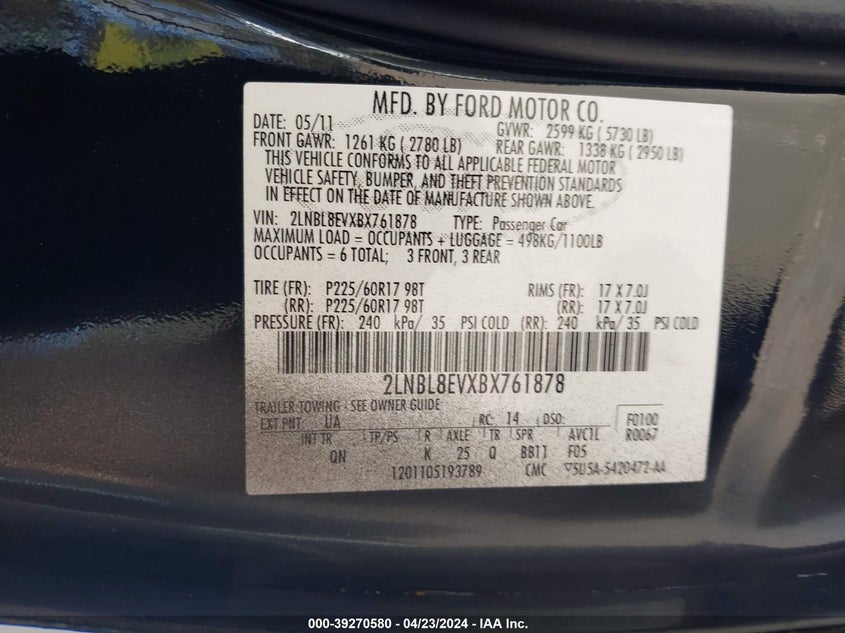 MFD. BY FORD MOTOR CO.
DATE: 05/11 GVWR: 2599 KG ( 5730 LB)
FRONT GAWR: 1261 KG ( 2780 LB) REAR GAWR: 1338 KG ( 2950 LB)
THIS VEHICLE CONFORMS TO ALL APPLICABLE FEDERAL MOTOR
VEHICLE SAFETY, BUMPER, AND THEFT PREVENTION STANDARDS
IN EFFECT ON THE DATE OF MANUFACTURE SHOWN ABOVE.
VIN: 2LNBL8EVXBX761878 TYPE: Passenger Car
MAXIMUM LOAD = OCCUPANTS + LUGGAGE = 498KG/1100LB
OCCUPANTS = 6 TOTAL; 3 FRONT, 3 REAR
TIRE (FR): P225/60R17 98T RIMS (FR): 17 X 7.0J
(RR): P225/60R17 98T (RR): 17 X 7.0J
PRESSURE (FR): 240 kPa/ 35 PSI COLD (RR): 240 kPa/ 35 PSI COLD
2LNBL8EVXBX761878
TRAILER TOWING - SEE OWNER GUIDE
EXT PNT: UA RC: 14 DSO: F0100
INT TR TP/PS R AXLE TR SPR AVCIL R0067
QN K 25 Q BB11 F05
1201105193789 CMC ▽5U5A-5420472-AA
000-39270580 - 04/23/2024 - IAA Inc.